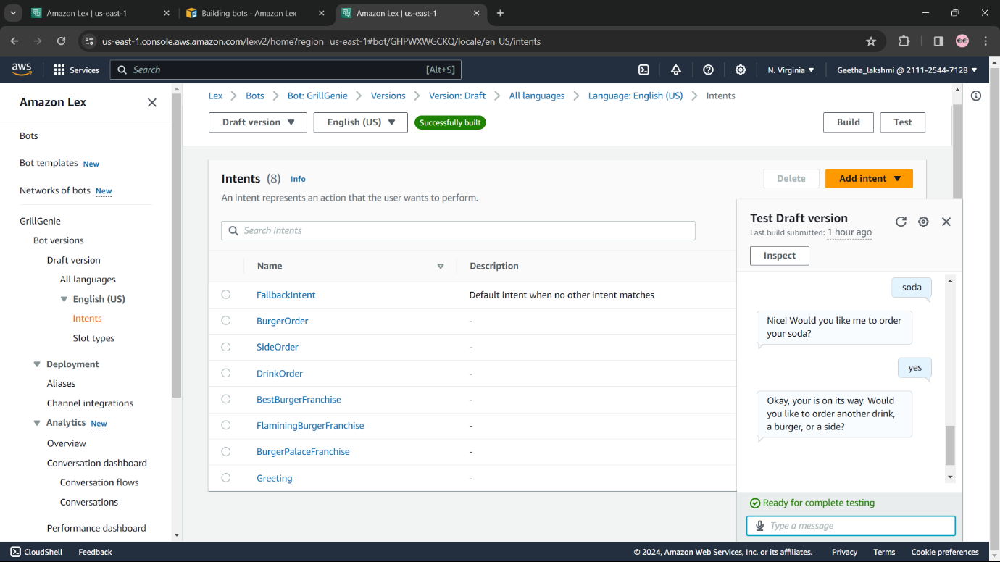 Amazon Lex | us-east-1
Building bots - Amazon Lex
Amazon Lex | us-east-1
us-east-1.console.aws.amazon.com/lexv2/home?region=us-east-1#bot/GHPWXWGCKQ/locale/en_US/intents
aws
Services
Search
[Alt+S]
N. Virginia
Geetha_lakshmi @ 2111-2544-7128
Amazon Lex
Bots
Bot templates New
Networks of bots New
GrillGenie
Bot versions
Draft version
All languages
English (US)
Intents
Slot types
Deployment
Aliases
Channel integrations
Analytics New
Overview
Conversation dashboard
Conversation flows
Conversations
Performance dashboard
Lex
Bots
Bot: GrillGenie
Versions
Version: Draft
All languages
Language: English (US)
Intents
Draft version
English (US)
Successfully built
Build
Test
Intents (8) Info
Delete
Add intent
An intent represents an action that the user wants to perform.
Search intents
Name
Description
FallbackIntent
Default intent when no other intent matches
BurgerOrder
-
SideOrder
-
DrinkOrder
-
BestBurgerFranchise
-
FlaminingBurgerFranchise
-
BurgerPalaceFranchise
-
Greeting
-
Test Draft version
Last build submitted: 1 hour ago
Inspect
soda
Nice! Would you like me to order
your soda?
yes
Okay, your is on its way. Would
you like to order another drink,
a burger, or a side?
Ready for complete testing
Type a message
CloudShell
Feedback
© 2024, Amazon Web Services, Inc. or its affiliates.
Privacy
Terms
Cookie preferences